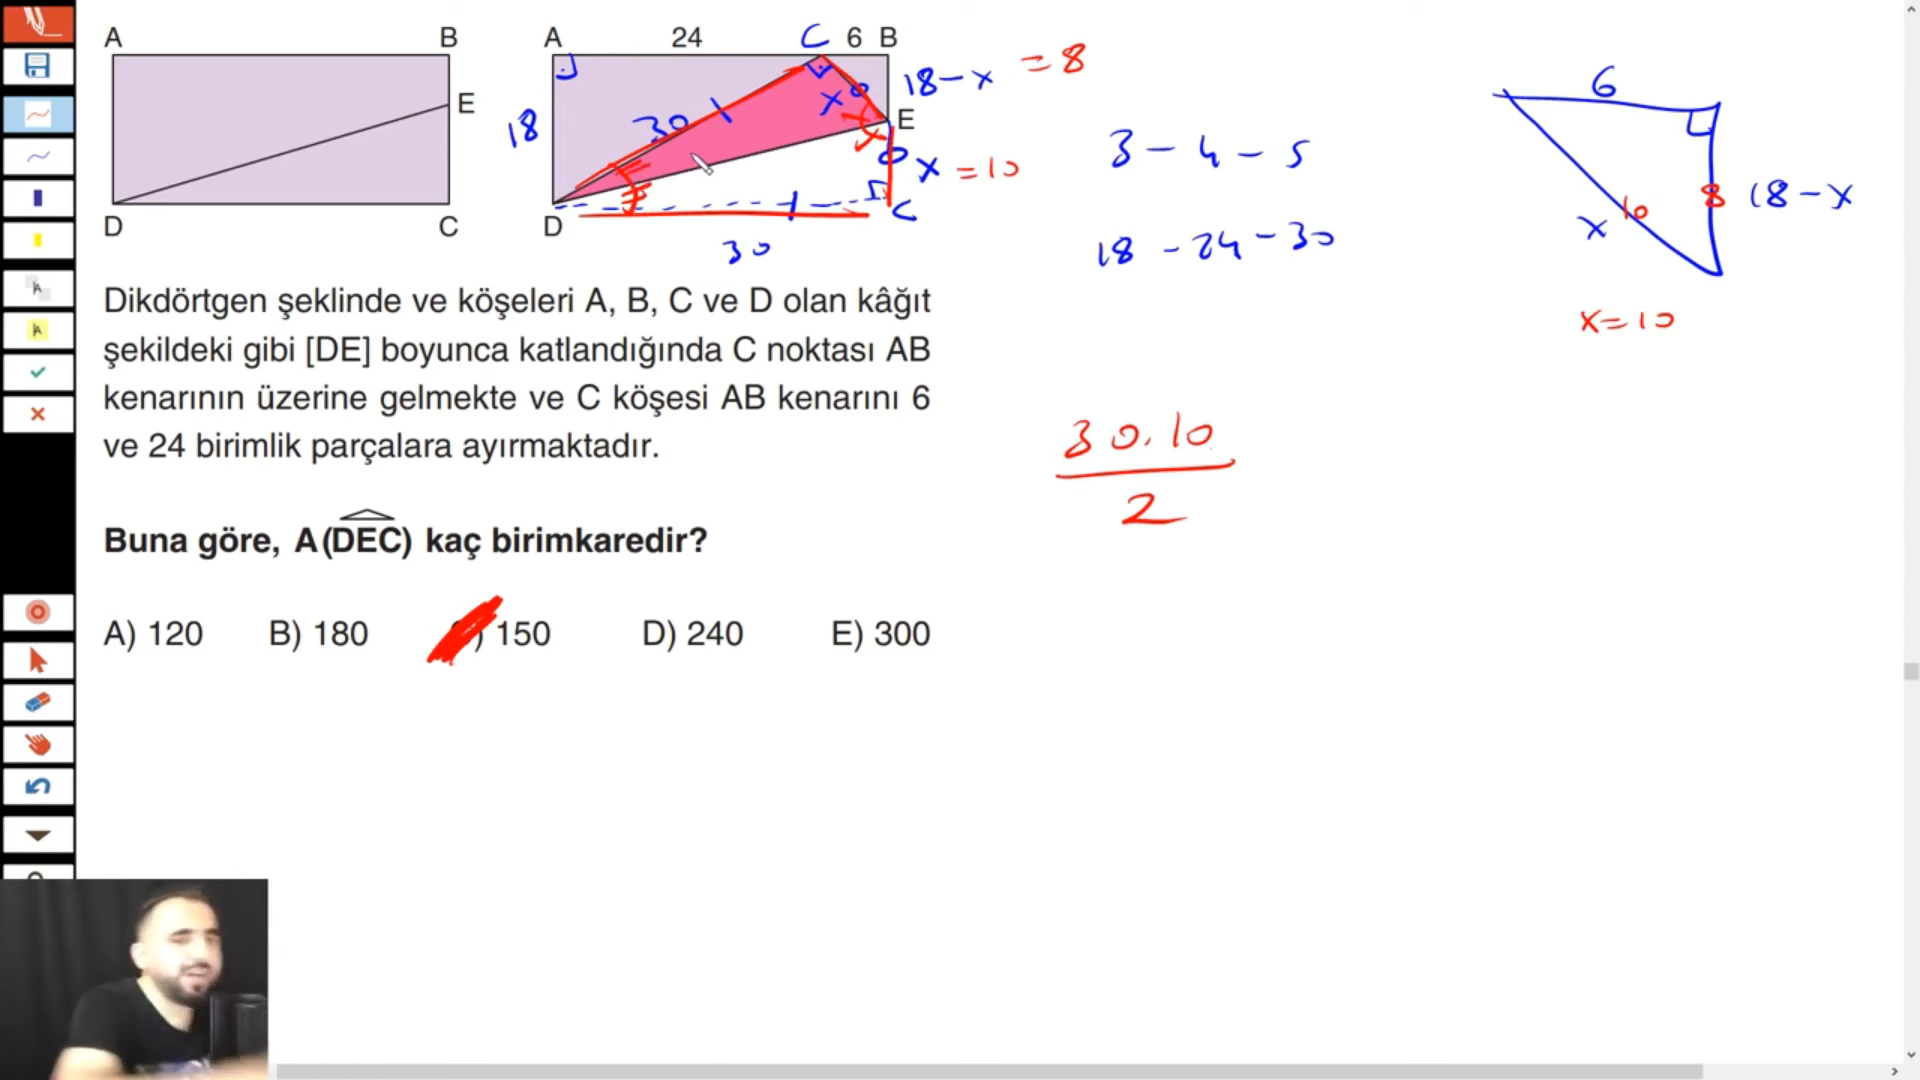 A B
E
D C
A 24 C 6 B
18-x = 8
30 x
18
E
x = 10
D C
30
3 - 4 - 5
18 - 24 - 30
6
x 10 8 18-x
x=10
Dikdörtgen şeklinde ve köşeleri A, B, C ve D olan kâğıt
şekildeki gibi [DE] boyunca katlandığında C noktası AB
kenarının üzerine gelmekte ve C köşesi AB kenarını 6
ve 24 birimlik parçalara ayırmaktadır.
30.10
2
Buna göre, A(DEC) kaç birimkaredir?
A) 120 B) 180 ) 150 D) 240 E) 300